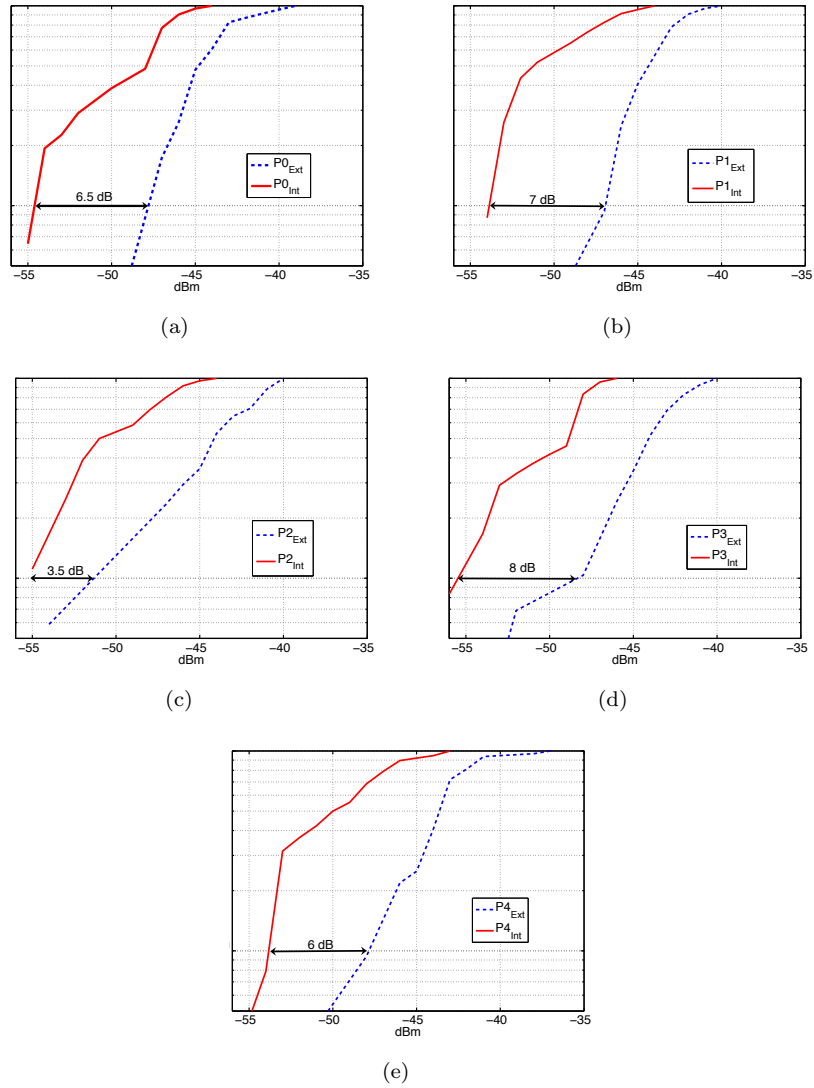 P0Ext
P0Int
6.5 dB
−55 −50 −45 −40 −35
dBm
(a)
P1Ext
P1Int
7 dB
−55 −50 −45 −40 −35
dBm
(b)
P2Ext
P2Int
3.5 dB
−55 −50 −45 −40 −35
dBm
(c)
P3Ext
P3Int
8 dB
−55 −50 −45 −40 −35
dBm
(d)
P4Ext
P4Int
6 dB
−55 −50 −45 −40 −35
dBm
(e)